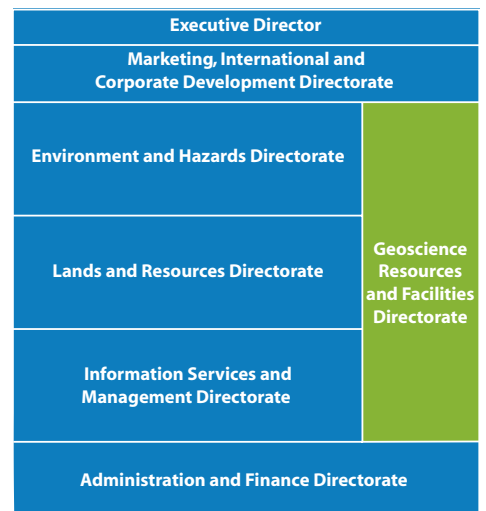 Executive Director
Marketing, International and
Corporate Development Directorate
Environment and Hazards Directorate
Lands and Resources Directorate
Geoscience
Resources
and Facilities
Directorate
Information Services and
Management Directorate
Administration and Finance Directorate